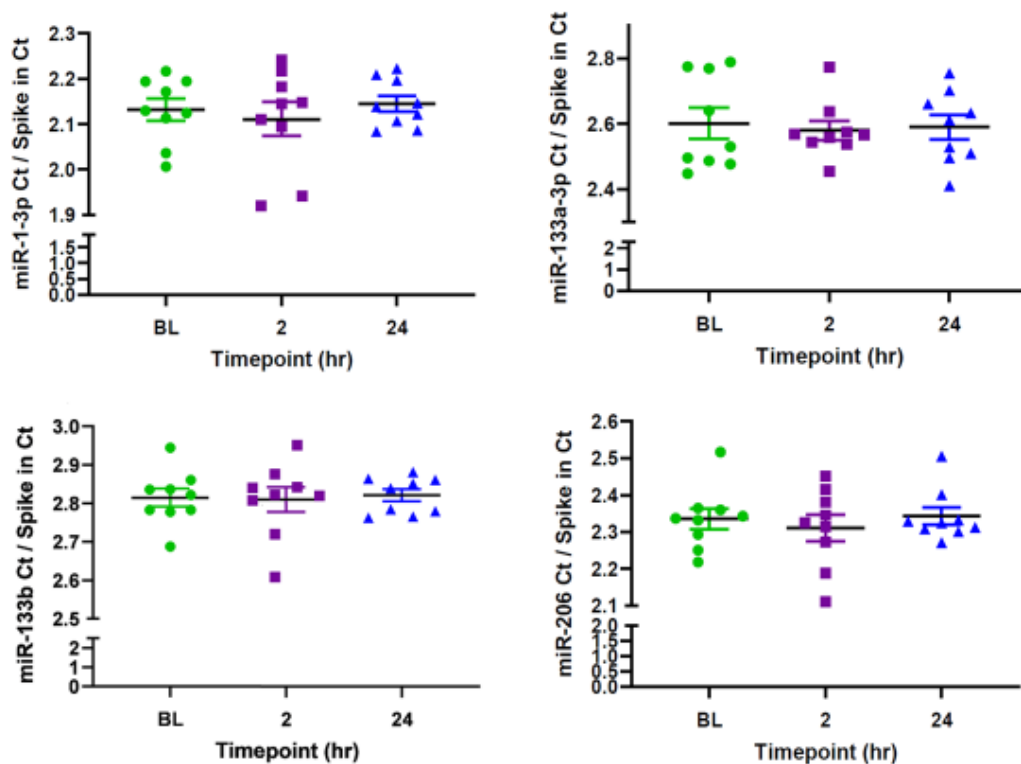 miR-1-3p Ct / Spike in Ct
2.3
2.2
2.1
2.0
1.9
1.5
1.0
0.5
0.0
BL 2 24
Timepoint (hr)
miR-133a-3p Ct / Spike in Ct
2.8
2.6
2.4
2
1
0
BL 2 24
Timepoint (hr)
miR-133b Ct / Spike in Ct
3.0
2.9
2.8
2.7
2.6
2.5
2
1
0
BL 2 24
Timepoint (hr)
miR-206 Ct / Spike in Ct
2.6
2.5
2.4
2.3
2.2
2.1
2.0
1.5
1.0
0.5
0.0
BL 2 24
Timepoint (hr)